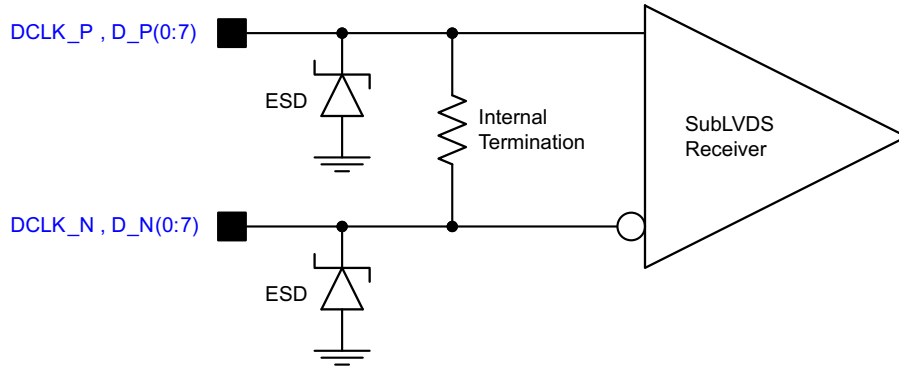 DCLK_P , D_P(0:7)
ESD
Internal
Termination
SubLVDS
Receiver
DCLK_N , D_N(0:7)
ESD